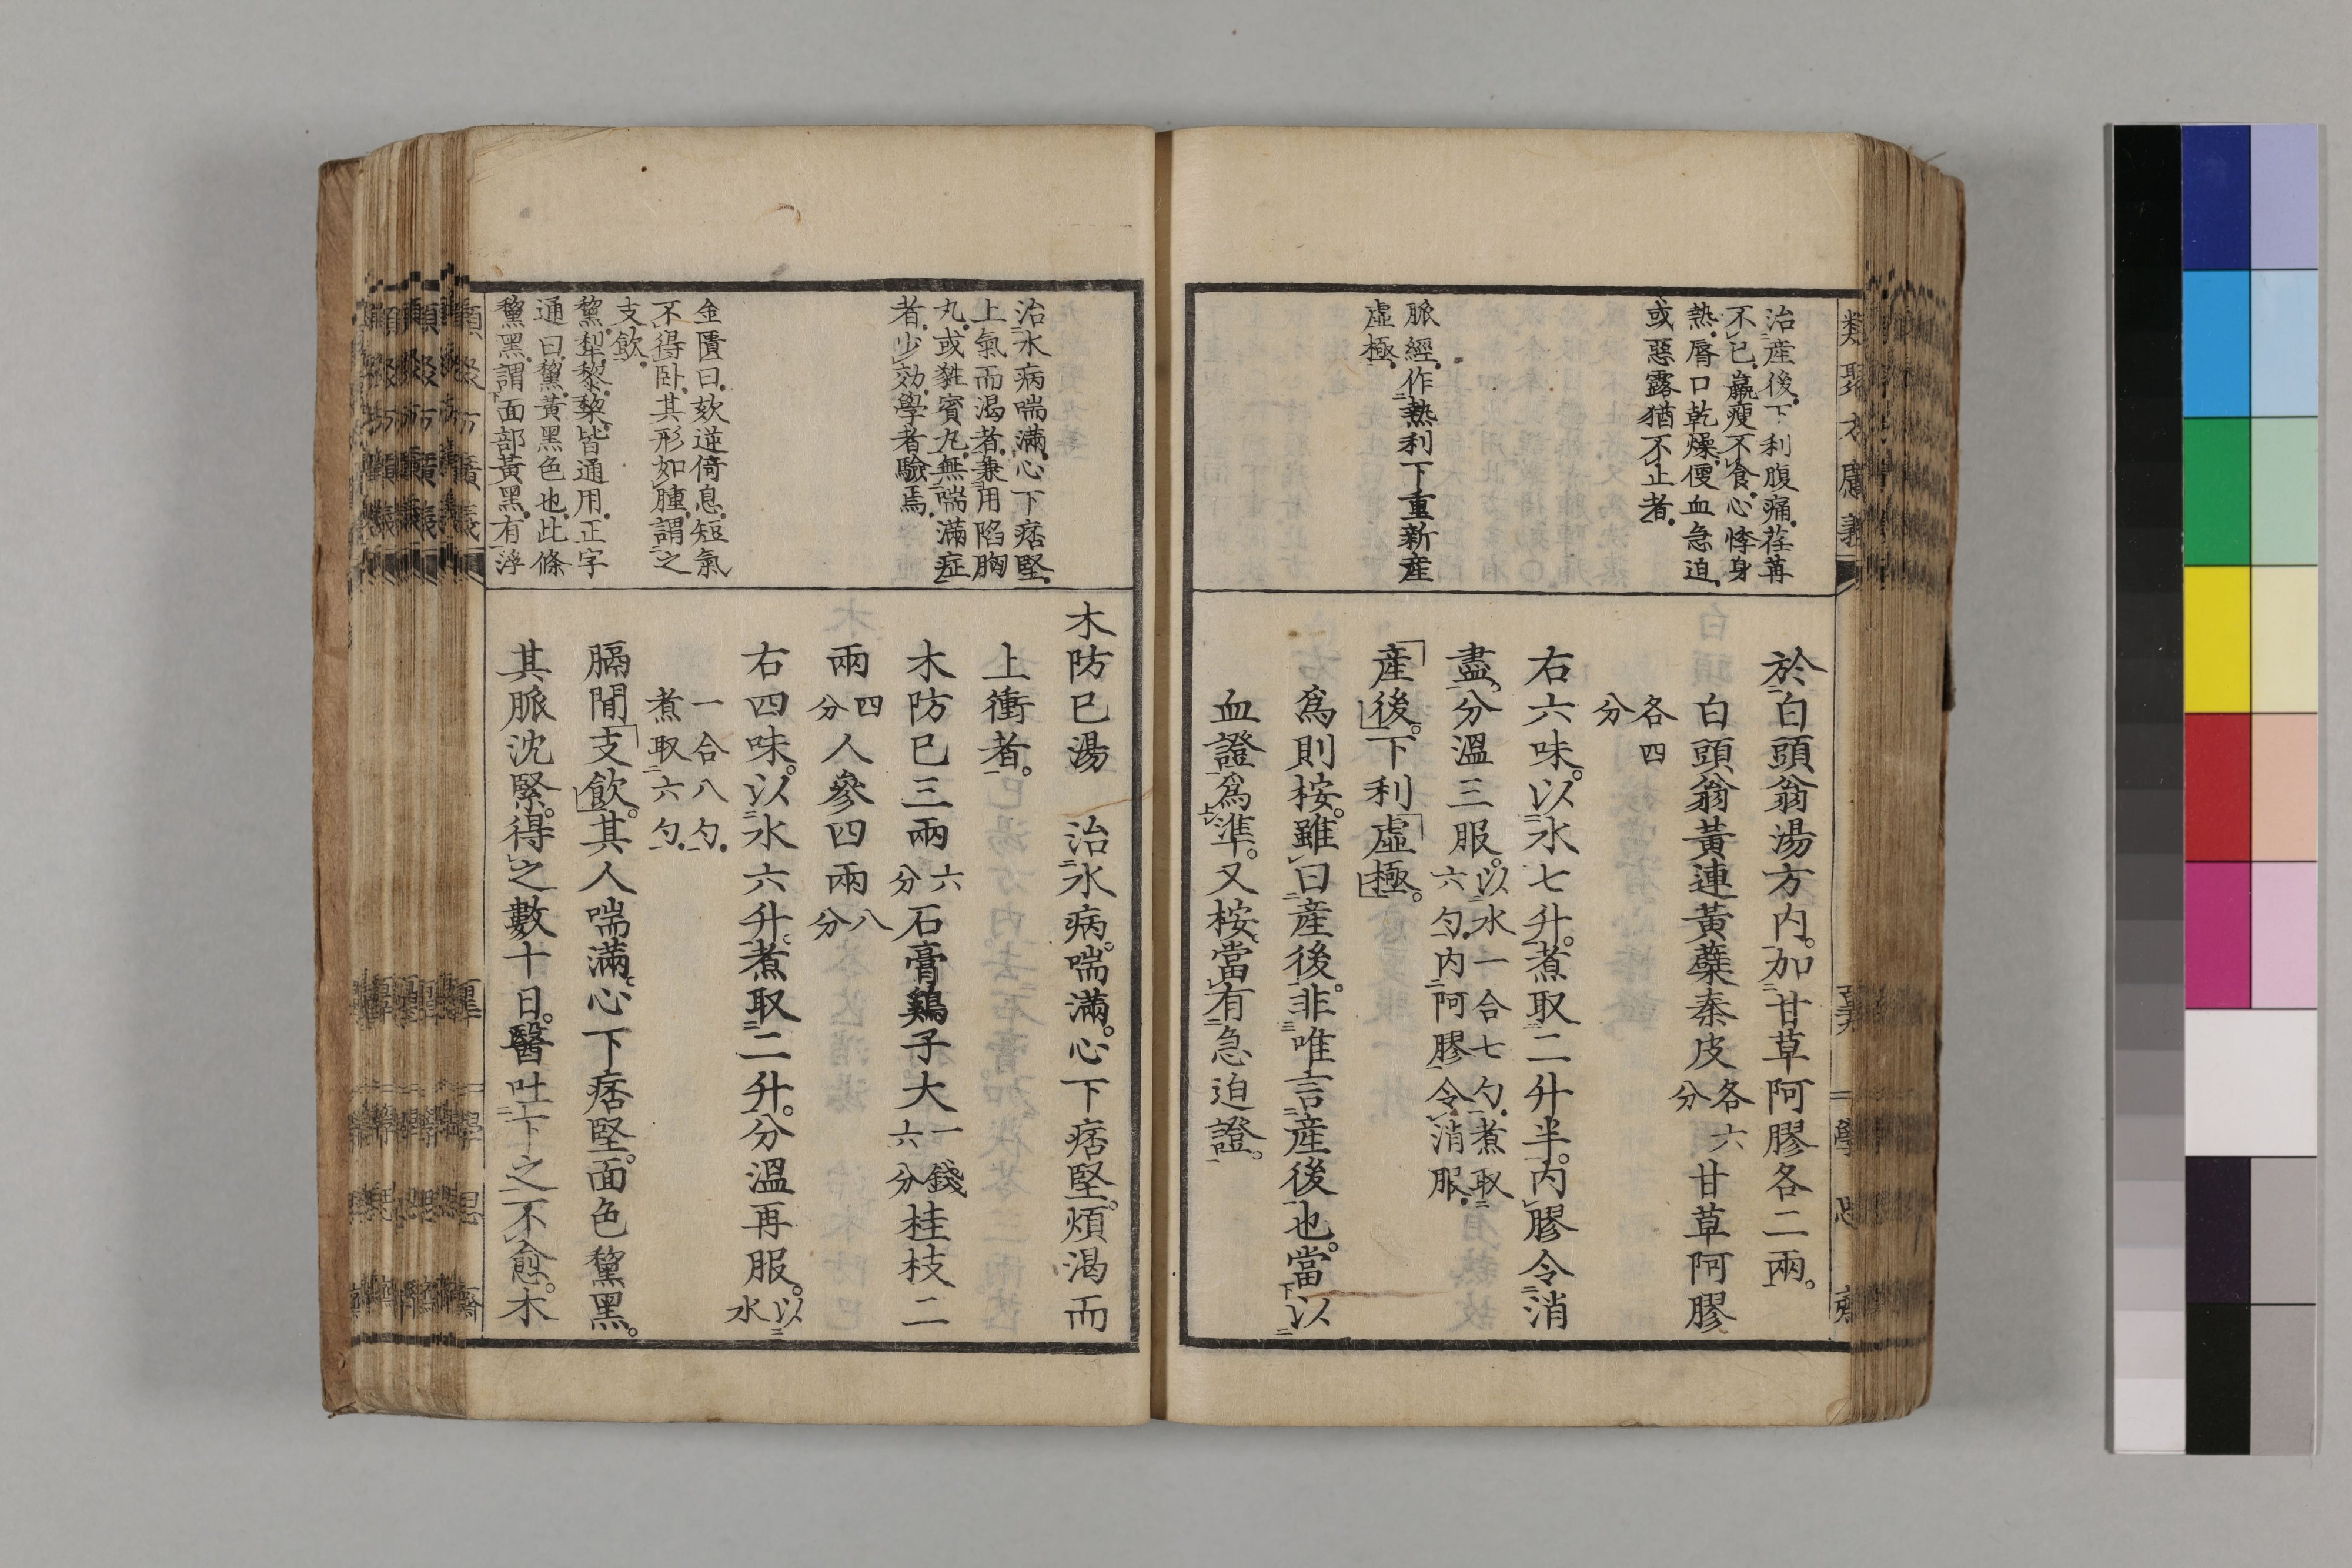 類聚方廣義
學思齋
治產後下利腹痛荏苒
不已羸瘦不食心悸身
熱脣口乾燥便血急迫
或惡露猶不止者
脈經作熱利下重新產
虛極
於白頭翁湯方內。加甘草阿膠各二兩。
白頭翁黃連黃蘗秦皮各六分甘草阿膠
各四分
右六味。以水七升。煮取二升半。內膠令消
盡。分溫三服。以水一合七勺。煮取六勺。內阿膠令消服。
「產後」。下利「虛極」。
爲則按。雖曰產後。非唯言產後也。當以
血證爲準。又按。當有急迫證。
治水病喘滿心下痞堅
上氣而渴者兼用陷胸
丸或甡賓丸無喘滿症
者少効學者驗焉
金匱曰欬逆倚息短氣
不得臥其形如腫謂之
支飲
黧犁黎黎皆通用正字
通曰黧黃黑色也此條
黧黑謂面部黃黑有浮
木防已湯　治水病。喘滿。心下痞堅。煩渴而
上衝者。
木防已三兩六分石膏鷄子大一錢六分桂枝二
兩四分人參四兩八分
右四味。以水六升。煮取二升。分溫再服。以水
一合八勺。煮取六勺。
膈間「支飲」。其人喘滿。心下痞堅。面色黧黑。
其脈沈緊。得之數十日。醫吐下之不愈。木